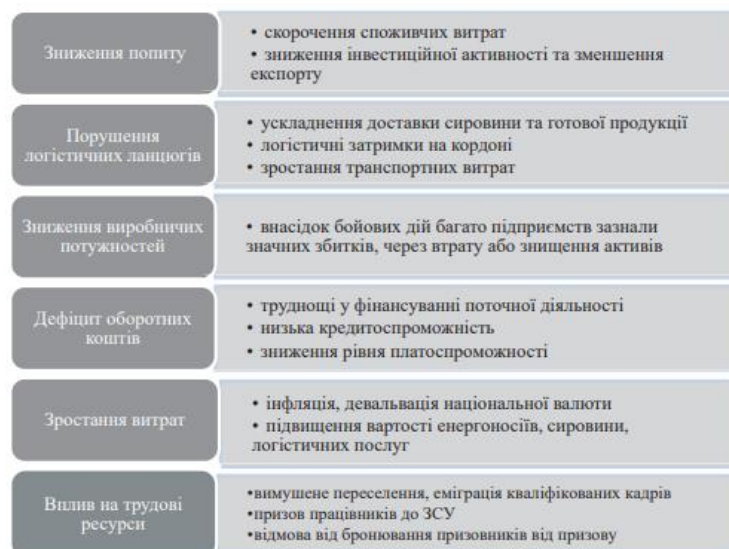 Зниження попиту
• скорочення споживчих витрат
• зниження інвестиційної активності та зменшення
експорту
Порушення
логістичних ланцюгів
• ускладнення доставки сировини та готової продукції
• логістичні затримки на кордоні
• зростання транспортних витрат
Зниження виробничих
потужностей
• внасідок бойових дій багато підприємств зазнали
значних збитків, через втрату або знищення активів
Дефіцит оборотних
коштів
• труднощі у фінансуванні поточної діяльності
• низька кредитоспроможність
• зниження рівня платоспроможності
Зростання витрат
• інфляція, девальвація національної валюти
• підвищення вартості енергоносіїв, сировини,
логістичних послуг
Вплив на трудові
ресурси
•вимушене переселення, еміграція кваліфікованих кадрів
•призов працівників до ЗСУ
•відмова від бронювання призовників від призову